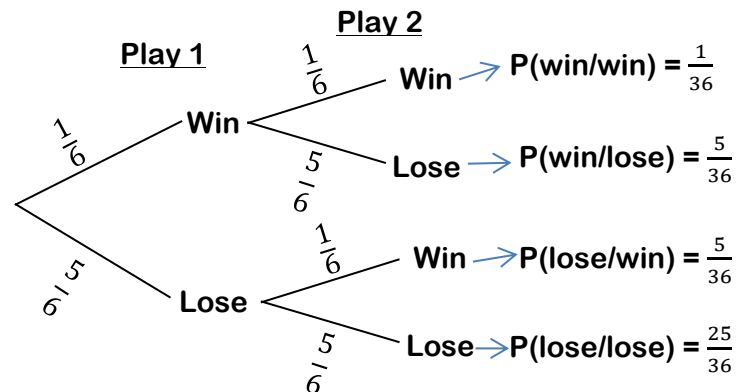 Play 1
Play 2
1/6
Win
5/6
Lose
1/6
Win
P(win/win) = 1/36
5/6
Lose
P(win/lose) = 5/36
1/6
Win
P(lose/win) = 5/36
5/6
Lose
P(lose/lose) = 25/36